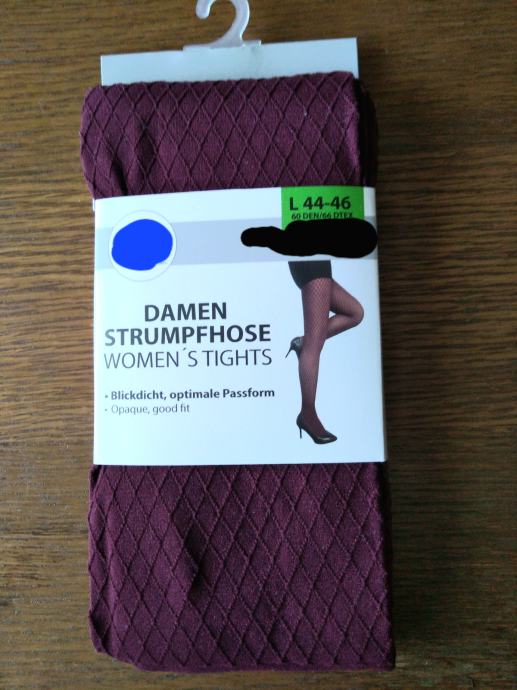 L 44-46
60 DEN/66 DTEX
DAMEN
STRUMPFHOSE
WOMEN´S TIGHTS
• Blickdicht, optimale Passform
• Opaque, good fit